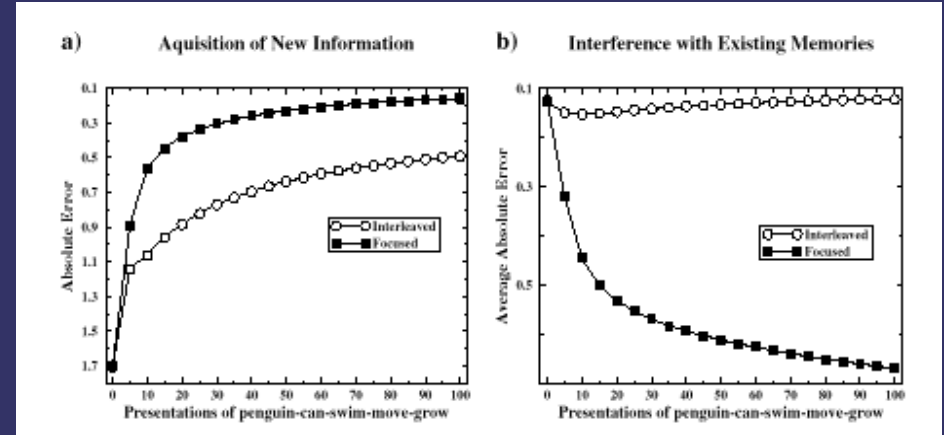 a) Aquisition of New Information
0.1
0.3
0.5
0.7
0.9
1.1
1.3
1.5
1.7
Absolute Error
Interleaved
Focused
0 10 20 30 40 50 60 70 80 90 100
Presentations of penguin-can-swim-move-grow
b) Interference with Existing Memories
0.1
0.3
0.5
Average Absolute Error
Interleaved
Focused
0 10 20 30 40 50 60 70 80 90 100
Presentations of penguin-can-swim-move-grow